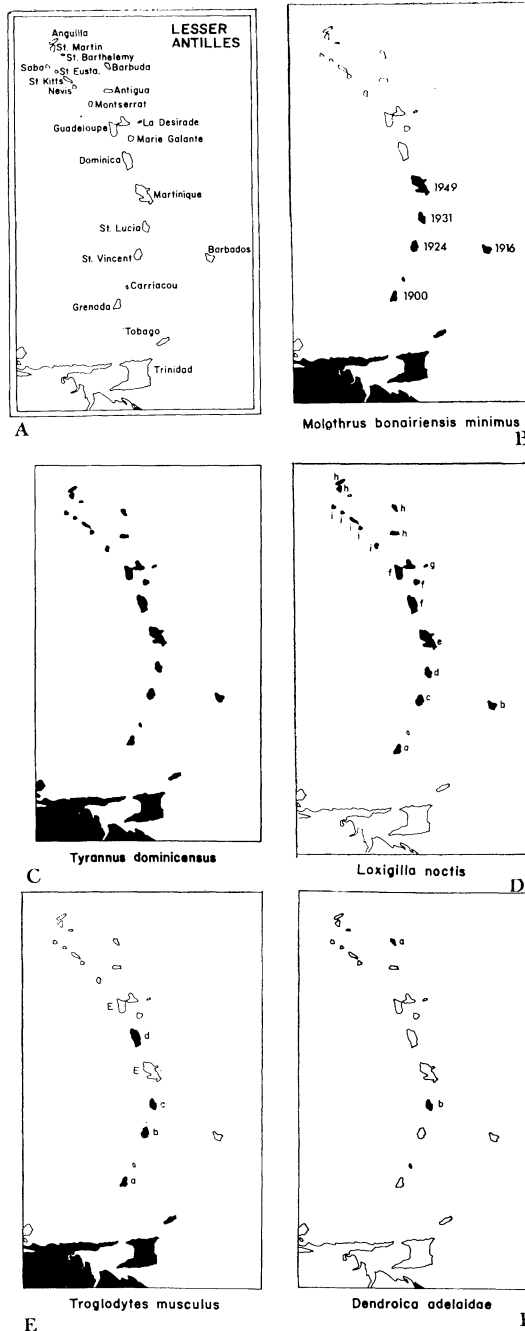 LESSER
ANTILLES
Anguilla
St. Martin
St. Barthelemy
Saba
St Eusta.
Barbuda
St Kitts
Nevis
Antigua
Montserrat
La Desirade
Guadeloupe
Marie Galante
Dominica
Martinique
St. Lucia
St. Vincent
Barbados
Carriacou
Grenada
Tobago
Trinidad
A
1949
1931
1924
1916
1900
Molothrus bonairiensis minimus
B
Tyrannus dominicensus
C
h
h
h
i
i
i
i
h
i
e
g
f
f
f
e
d
c
b
a
Loxigilla noctis
D
E
d
E
c
b
a
Troglodytes musculus
E
a
b
Dendroica adelaidae